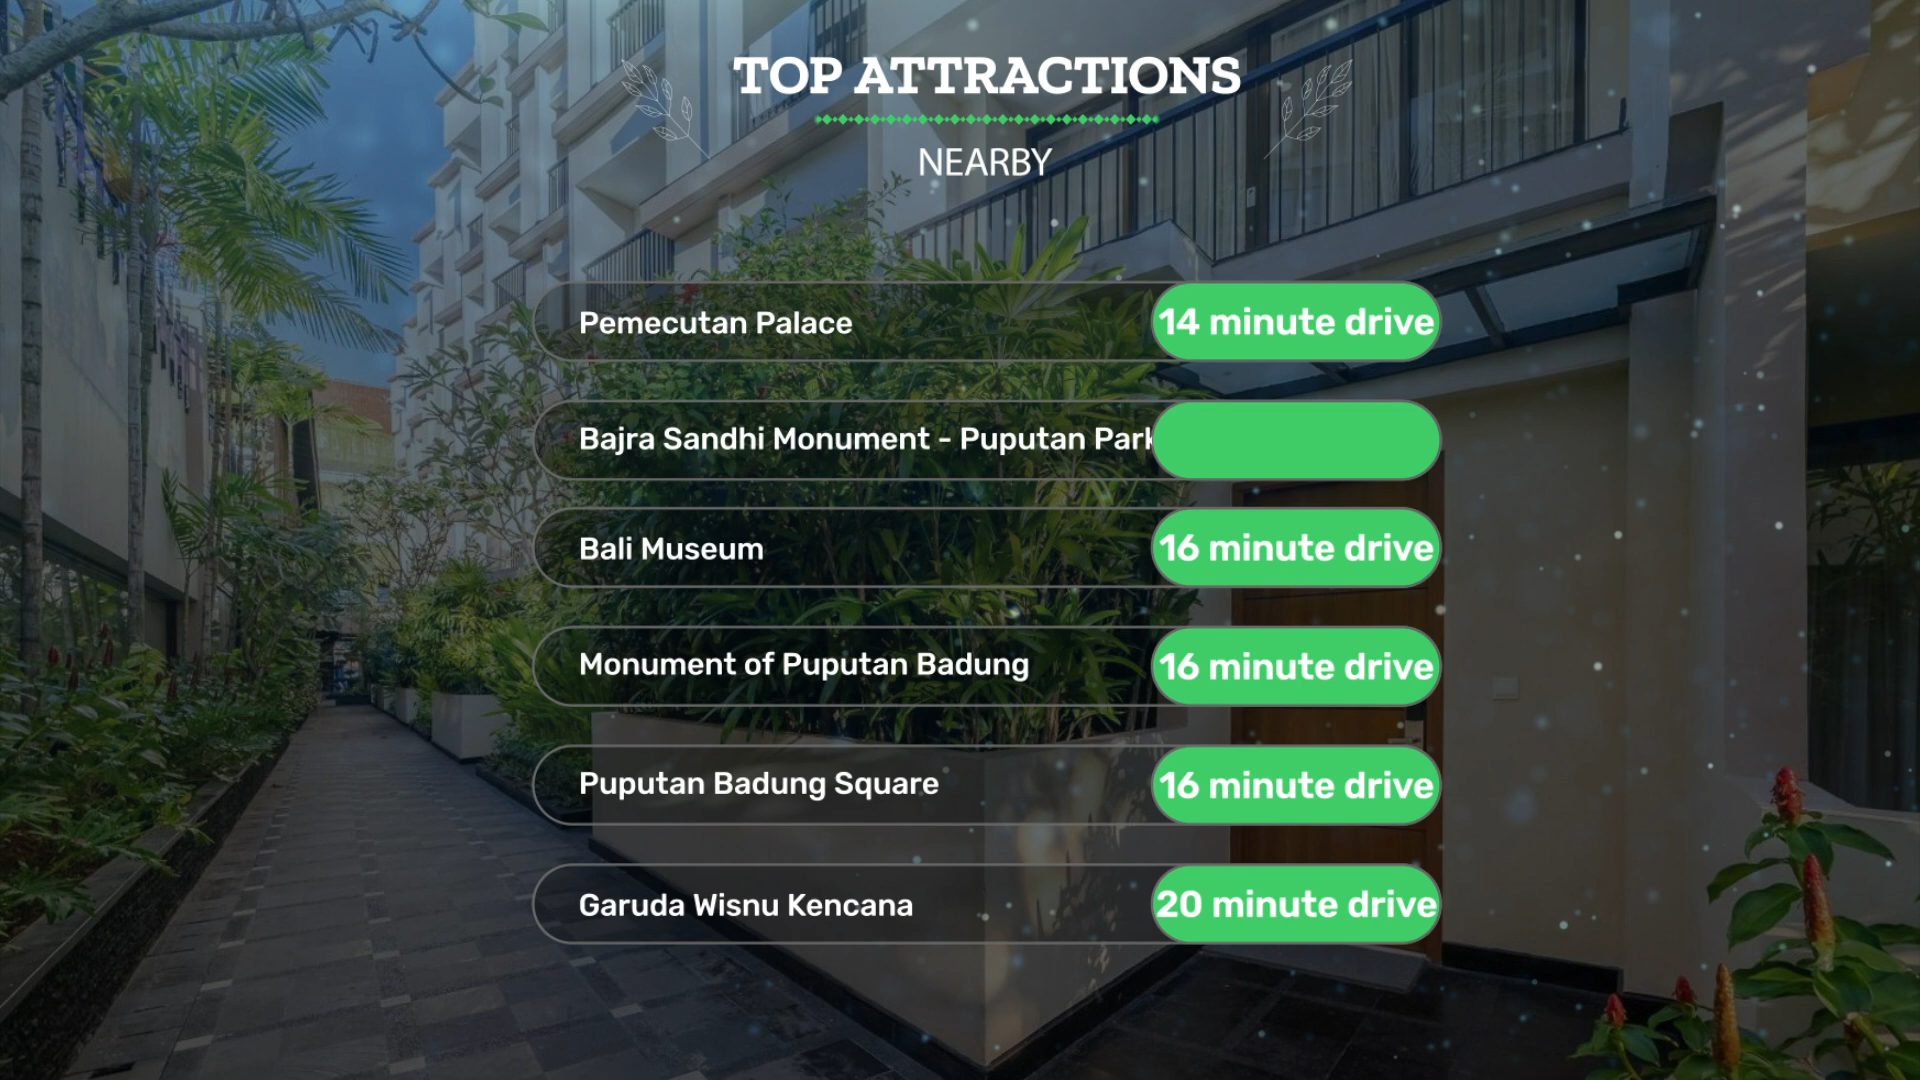 TOP ATTRACTIONS
NEARBY
Pemecutan Palace
14 minute drive
Bajra Sandhi Monument - Puputan Park
Bali Museum
16 minute drive
Monument of Puputan Badung
16 minute drive
Puputan Badung Square
16 minute drive
Garuda Wisnu Kencana
20 minute drive